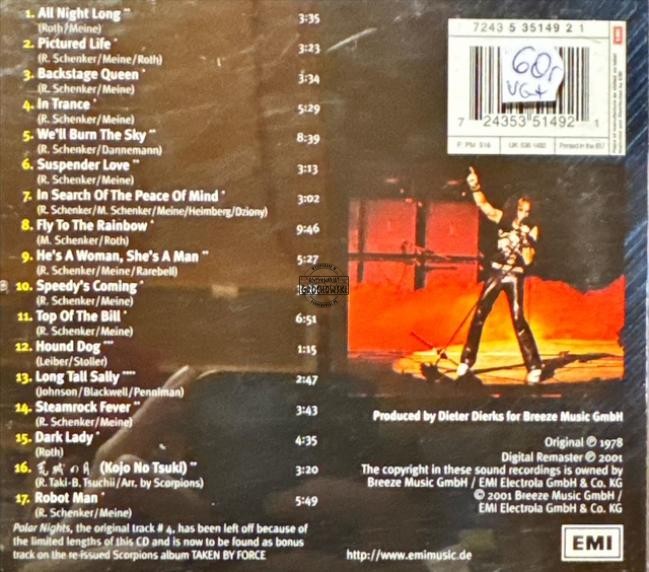 1. All Night Long **
(Roth/Meine)
3:35
2. Pictured Life *
(R. Schenker/Meine/Roth)
3:23
3. Backstage Queen *
(R. Schenker/Meine)
3:34
4. In Trance *
(R. Schenker/Meine)
5:29
5. We'll Burn The Sky **
(R. Schenker/Dannemann)
8:39
6. Suspender Love **
(R. Schenker/Meine)
3:13
7. In Search Of The Peace Of Mind *
(R. Schenker/M. Schenker/Meine/Heimberg/Dziony)
3:02
8. Fly To The Rainbow *
(M. Schenker/Roth)
9:46
9. He's A Woman, She's A Man **
(R. Schenker/Meine/Rarebell)
5:27
10. Speedy's Coming *
(R. Schenker/Meine)
11. Top Of The Bill *
(R. Schenker/Meine)
6:51
12. Hound Dog ***
(Leiber/Stoller)
1:15
13. Long Tall Sally ****
(Johnson/Blackwell/Penniman)
2:47
14. Steamrock Fever **
(R. Schenker/Meine)
3:43
15. Dark Lady *
(Roth)
4:35
16. 荒城の月 (Kojo No Tsuki) **
(R. Taki-B. Tsuchii/Arr. by Scorpions)
3:20
17. Robot Man *
(R. Schenker/Meine)
5:49
Polar Nights, the original track # 4, has been left off because of
the limited lengths of this CD and is now to be found as bonus
track on the re-issued Scorpions album TAKEN BY FORCE
7243 5 35149 2 1
60,-
VG+
7 24353 51492 1
F: PM 516
UK: 535 1492
Printed in the EU
EMI
Produced by Dieter Dierks for Breeze Music GmbH
Original ℗ 1978
Digital Remaster ℗ 2001
The copyright in these sound recordings is owned by
Breeze Music GmbH / EMI Electrola GmbH & Co. KG
© 2001 Breeze Music GmbH /
EMI Electrola GmbH & Co. KG
http://www.emimusic.de
EMI